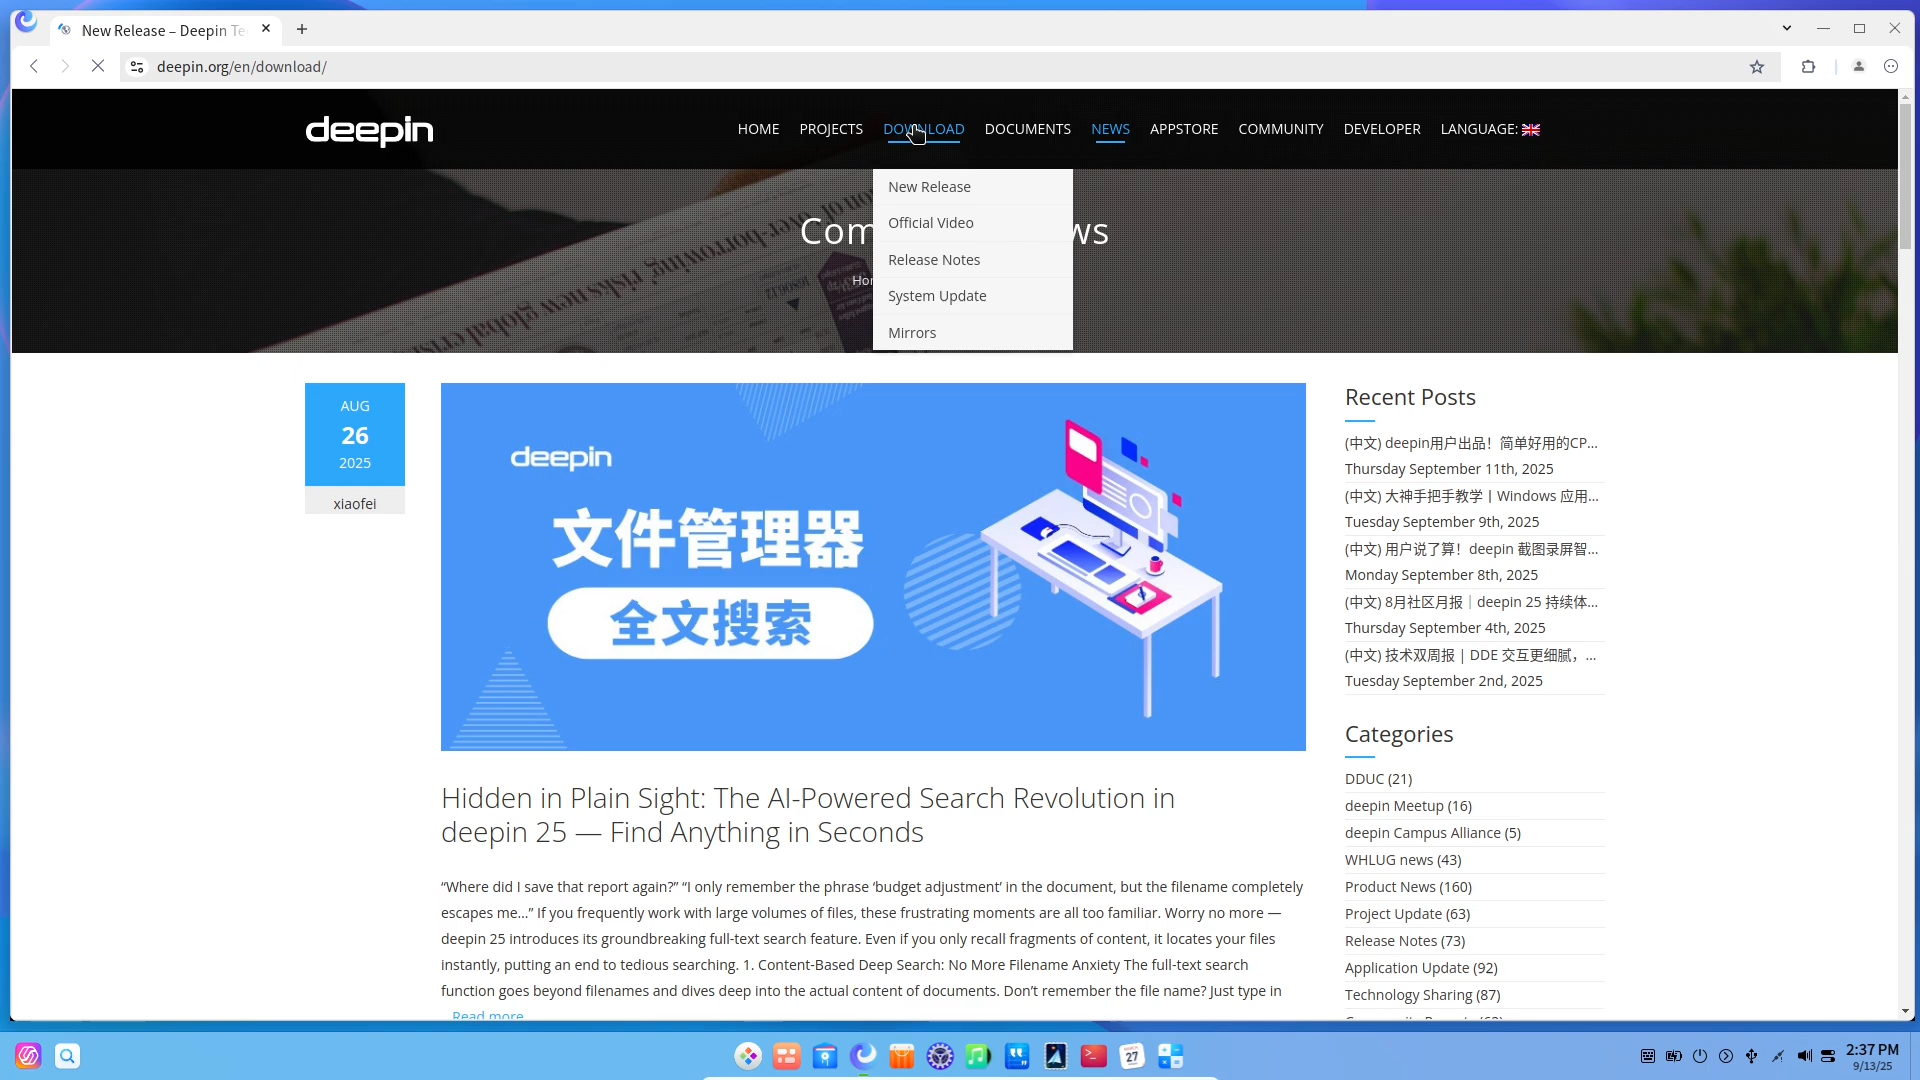 New Release – Deepin Te
deepin.org/en/download/
deepin
HOME PROJECTS DOWNLOAD DOCUMENTS NEWS APPSTORE COMMUNITY DEVELOPER LANGUAGE:
New Release
Official Video
Release Notes
System Update
Mirrors
AUG
26
2025
xiaofei
deepin
文件管理器
全文搜索
Hidden in Plain Sight: The AI-Powered Search Revolution in
deepin 25 — Find Anything in Seconds
“Where did I save that report again?” “I only remember the phrase ‘budget adjustment’ in the document, but the filename completely
escapes me…” If you frequently work with large volumes of files, these frustrating moments are all too familiar. Worry no more —
deepin 25 introduces its groundbreaking full-text search feature. Even if you only recall fragments of content, it locates your files
instantly, putting an end to tedious searching. 1. Content-Based Deep Search: No More Filename Anxiety The full-text search
function goes beyond filenames and dives deep into the actual content of documents. Don’t remember the file name? Just type in
Read more
Recent Posts
(中文) deepin用户出品！简单好用的CP...
Thursday September 11th, 2025
(中文) 大神手把手教学丨Windows 应用...
Tuesday September 9th, 2025
(中文) 用户说了算！deepin 截图录屏智...
Monday September 8th, 2025
(中文) 8月社区月报｜deepin 25 持续体...
Thursday September 4th, 2025
(中文) 技术双周报 | DDE 交互更细腻，...
Tuesday September 2nd, 2025
Categories
DDUC (21)
deepin Meetup (16)
deepin Campus Alliance (5)
WHLUG news (43)
Product News (160)
Project Update (63)
Release Notes (73)
Application Update (92)
Technology Sharing (87)
27
2:37 PM
9/13/25